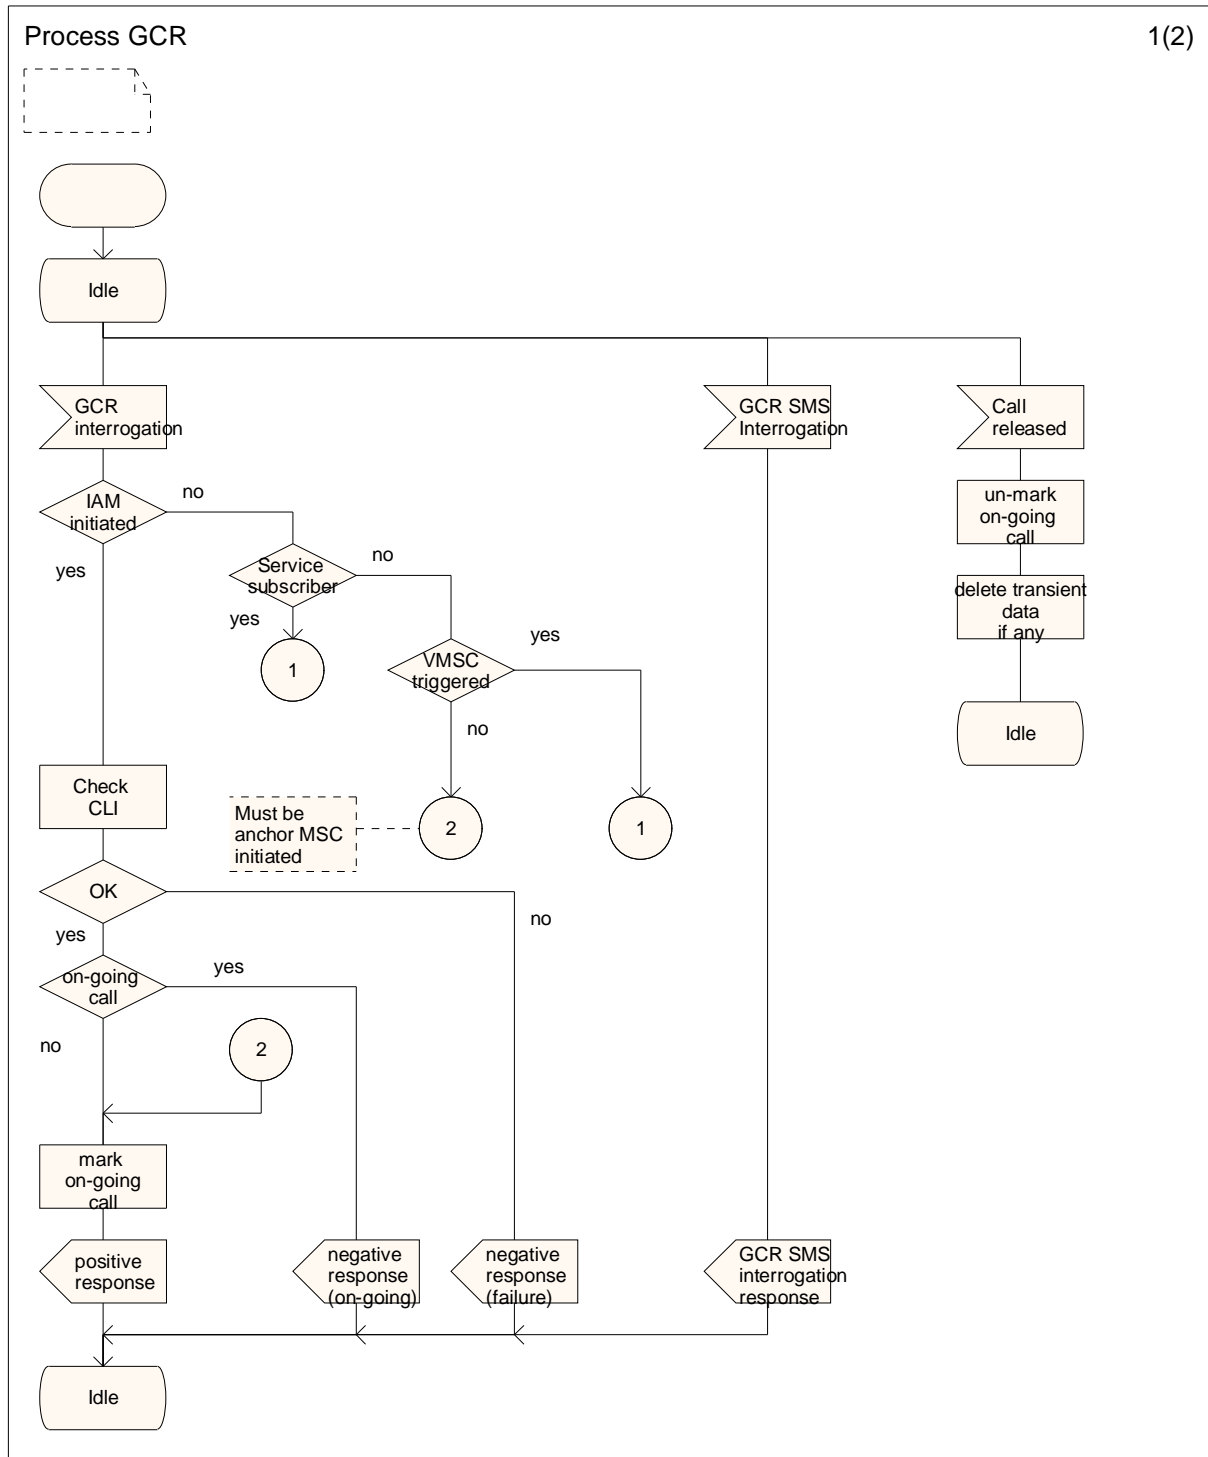 Process GCR
1(2)
Idle
GCR
interrogation
GCR SMS
Interrogation
Call
released
IAM
initiated
no
yes
un-mark
on-going
call
Service
subscriber
no
yes
delete transient
data
if any
1
VMSC
triggered
yes
no
Idle
Check
CLI
Must be
anchor MSC
initiated
2
1
OK
no
yes
on-going
call
yes
no
2
mark
on-going
call
positive
response
negative
response
(on-going)
negative
response
(failure)
GCR SMS
interrogation
response
Idle